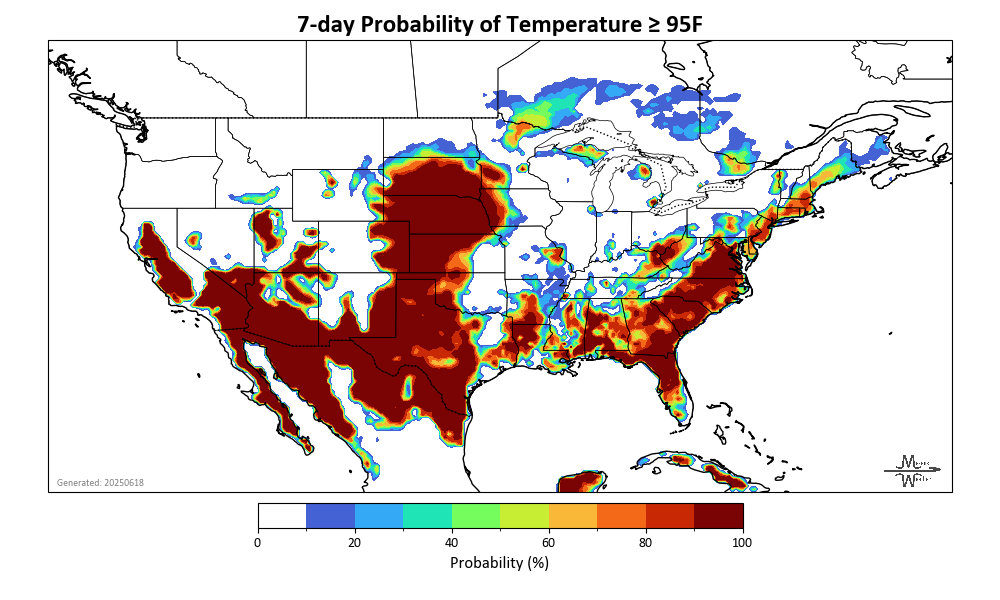 7-day Probability of Temperature ≥ 95F
Generated: 20250618
0 20 40 60 80 100
Probability (%)